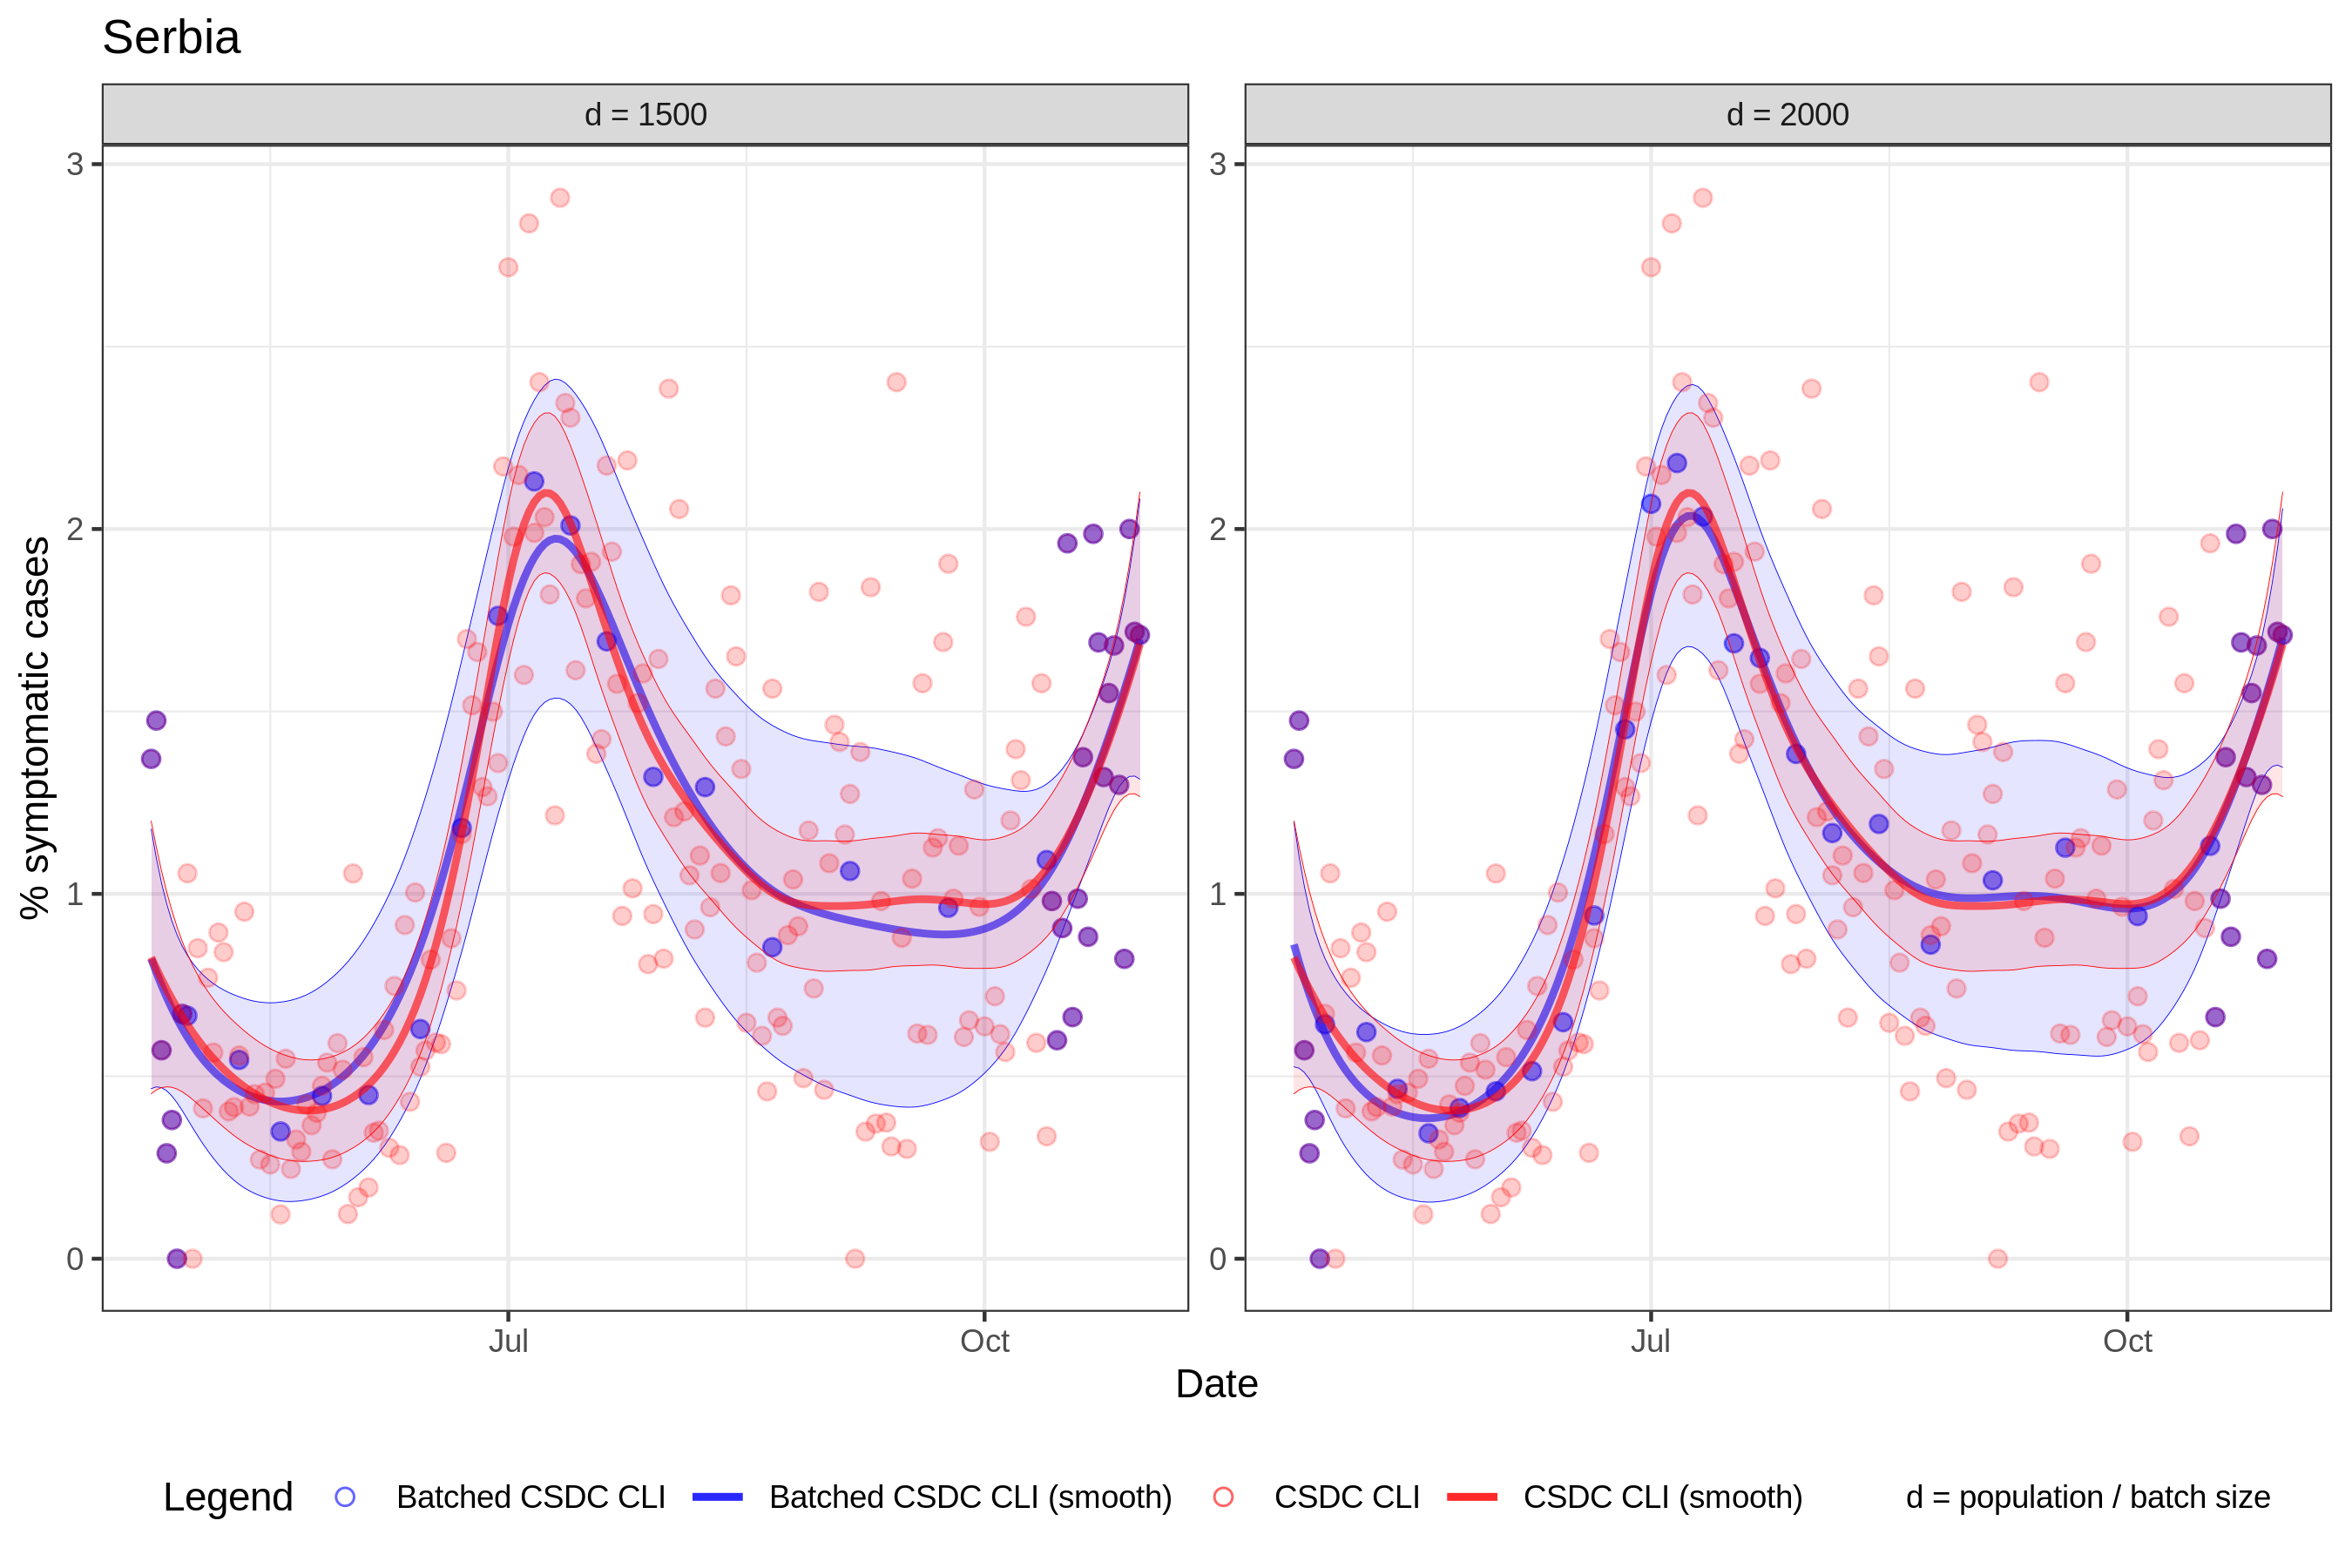 Serbia
d = 1500
d = 2000
% symptomatic cases
3
2
1
0
3
2
1
0
Jul
Oct
Jul
Oct
Date
Legend
Batched CSDC CLI
Batched CSDC CLI (smooth)
CSDC CLI
CSDC CLI (smooth)
d = population / batch size